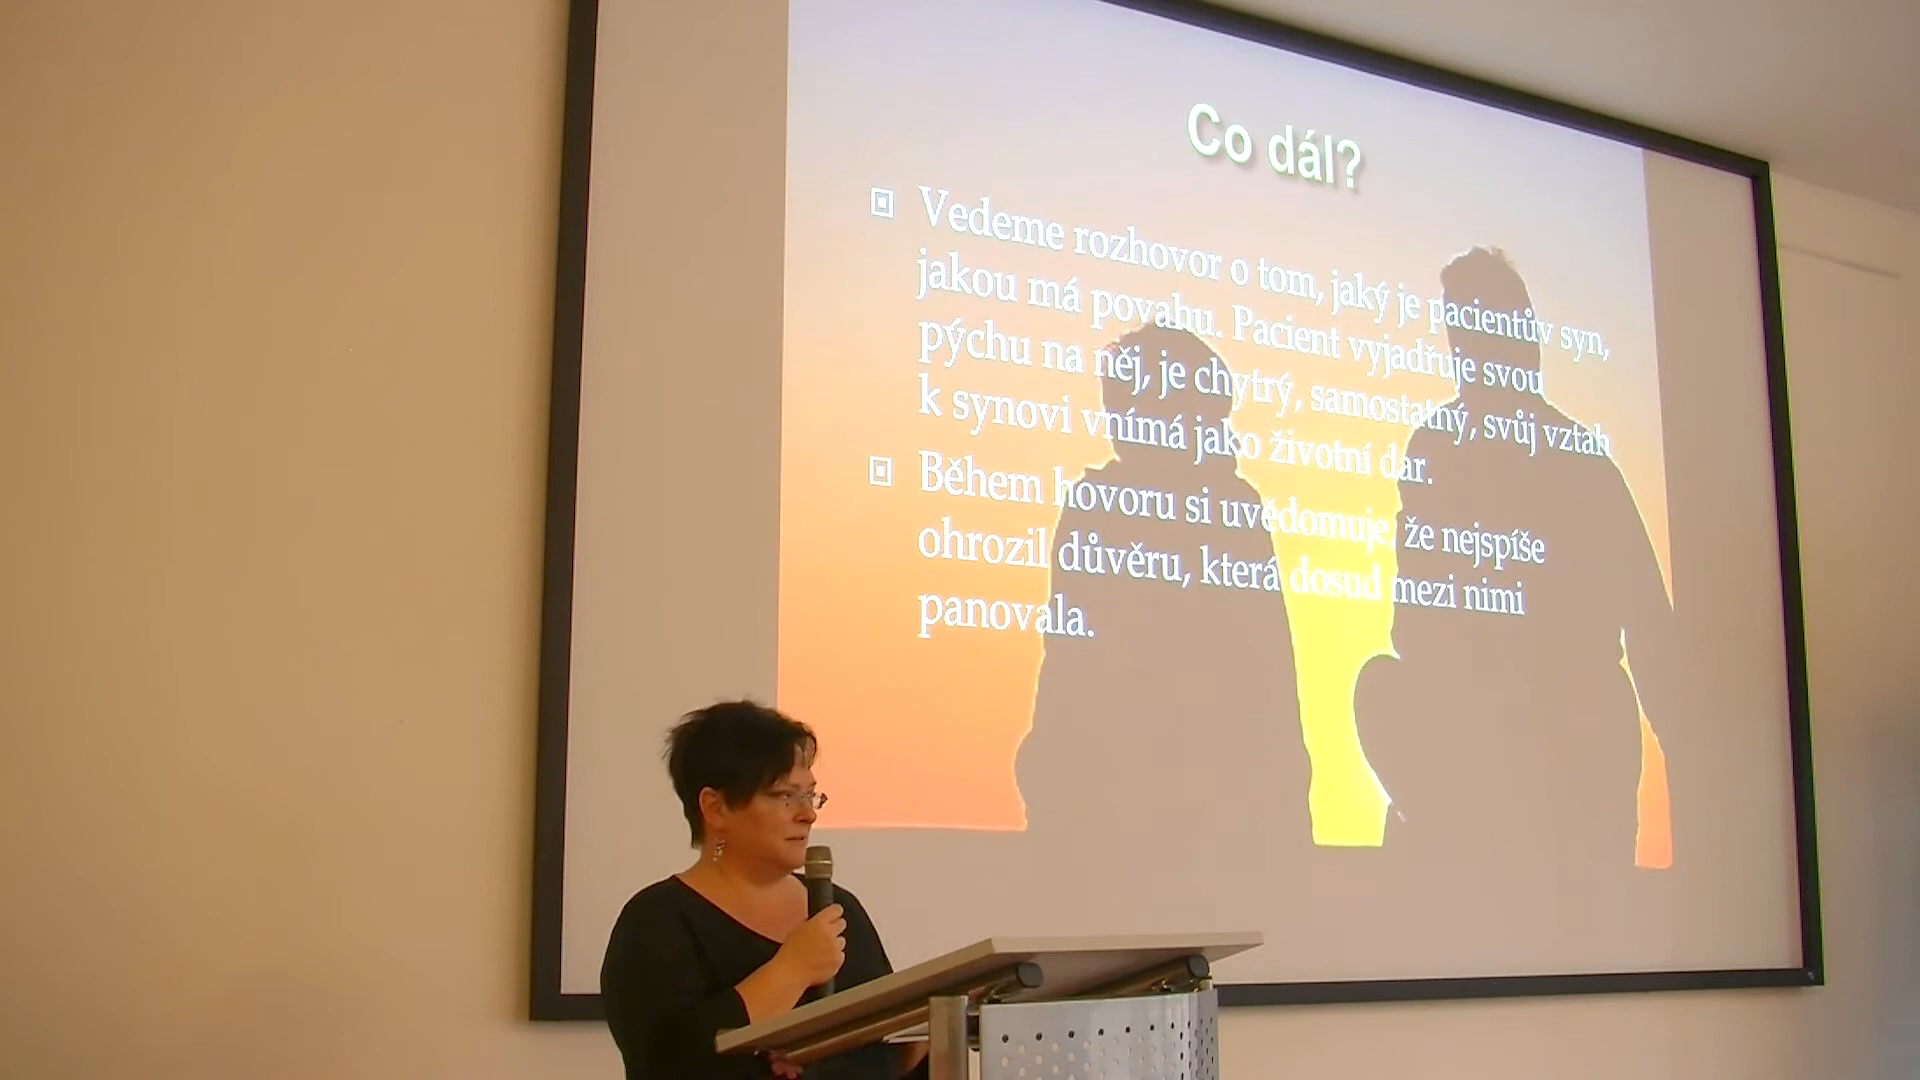 Co dál?
Vedeme rozhovor o tom, jaký je pacientův syn,
jakou má povahu. Pacient vyjadřuje svou
pýchu na něj, je chytrý, samostatný, svůj vztah
k synovi vnímá jako životní dar.
Během hovoru si uvědomuje, že nejspíše
ohrozil důvěru, která dosud mezi nimi
panovala.